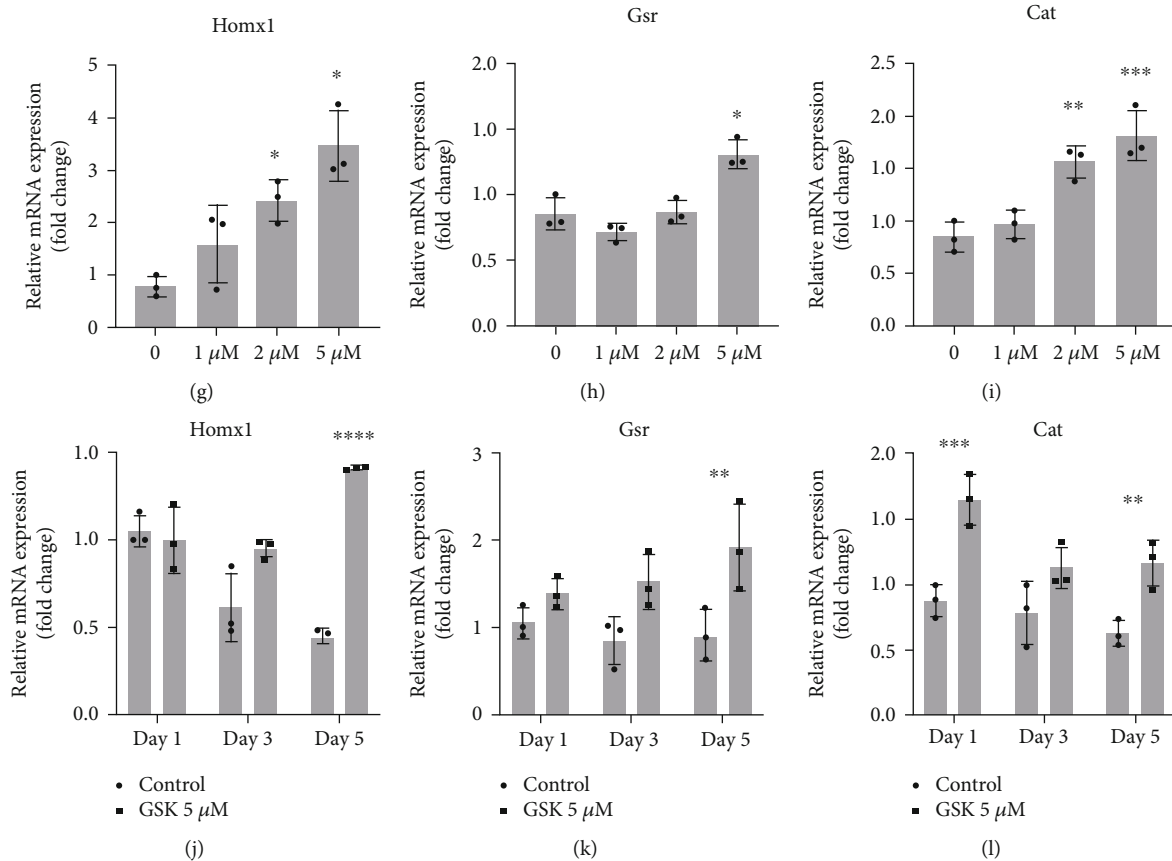 Homx1
Relative mRNA expression
(fold change)
5
4
3
2
1
0
*
*
0 1 μM 2 μM 5 μM
(g)
Gsr
Relative mRNA expression
(fold change)
2.0
1.0
1.0
0.5
0.0
*
0 1 μM 2 μM 5 μM
(h)
Cat
Relative mRNA expression
(fold change)
2.5
2.0
1.0
1.0
0.5
0.0
**
***
0 1 μM 2 μM 5 μM
(i)
Homx1
Relative mRNA expression
(fold change)
1.0
1.0
0.5
0.0
****
Day 1 Day 3 Day 5
Control
GSK 5 μM
(j)
Gsr
Relative mRNA expression
(fold change)
3
2
1
0
**
Day 1 Day 3 Day 5
Control
GSK 5 μM
(k)
Cat
Relative mRNA expression
(fold change)
2.0
1.0
1.0
0.5
0.0
***
**
Day 1 Day 3 Day 5
Control
GSK 5 μM
(l)